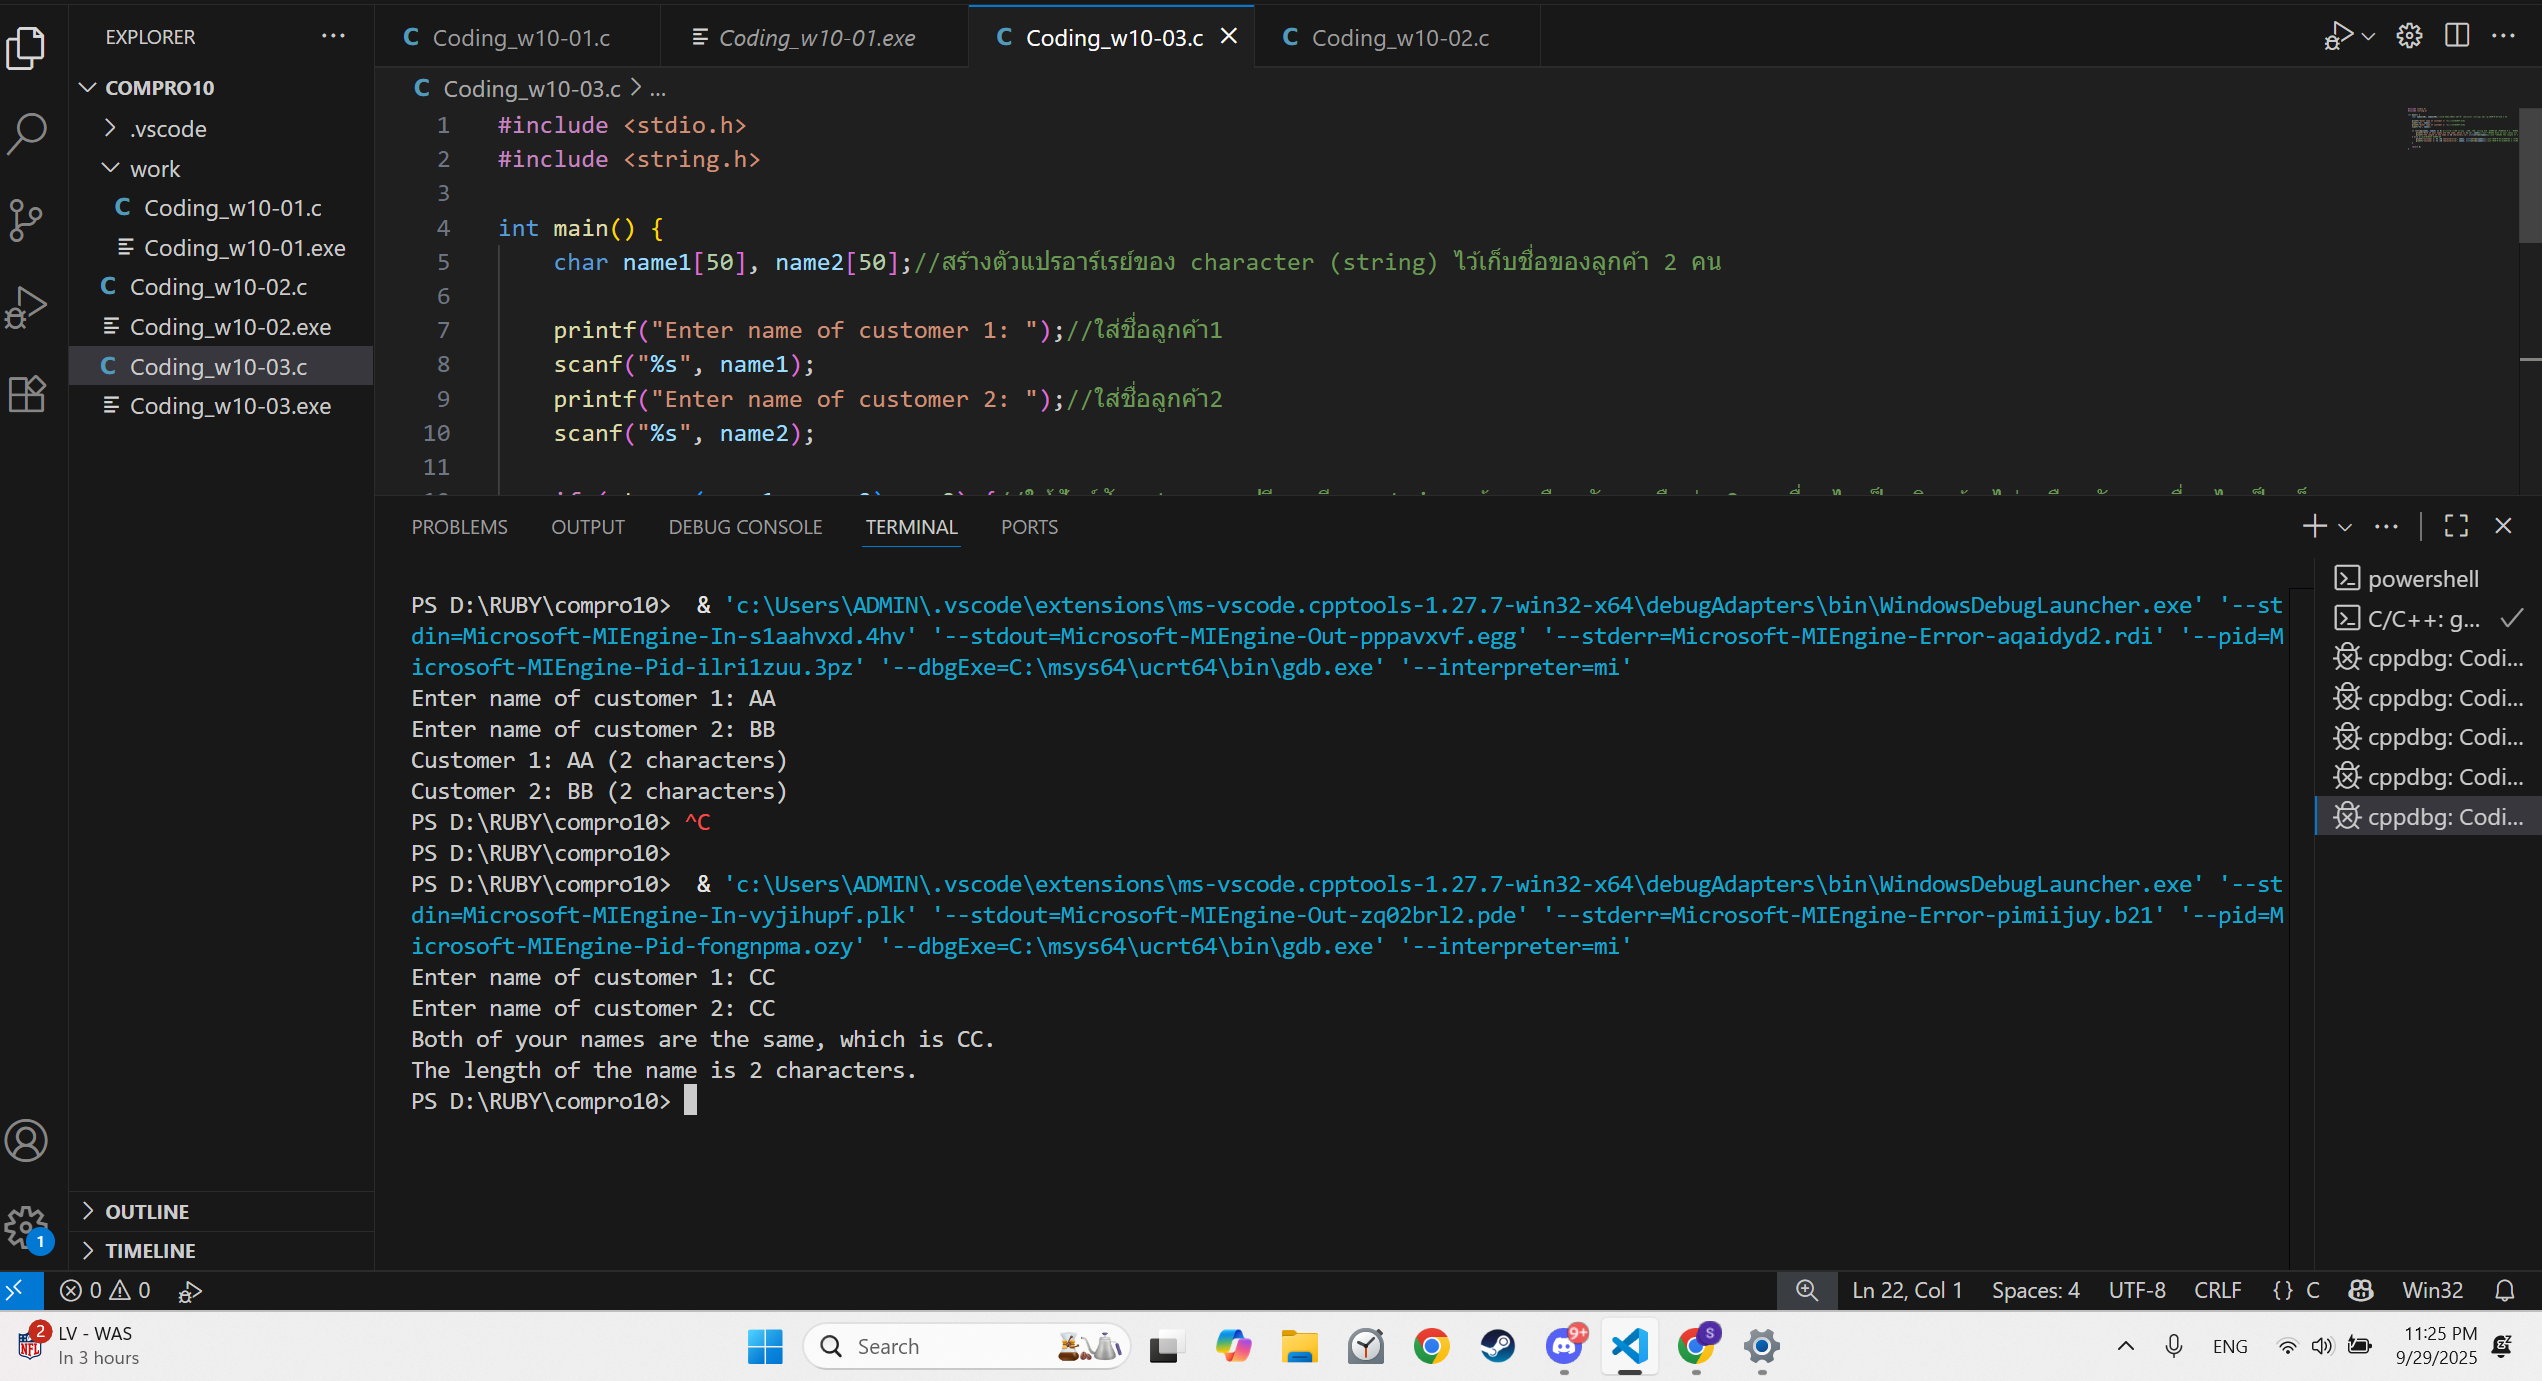 EXPLORER
COMPRO10
.vscode
work
Coding_w10-01.c
Coding_w10-01.exe
Coding_w10-02.c
Coding_w10-02.exe
Coding_w10-03.c
Coding_w10-03.exe
OUTLINE
TIMELINE
Coding_w10-01.c
Coding_w10-01.exe
Coding_w10-03.c
Coding_w10-02.c
Coding_w10-03.c > ...
1 #include <stdio.h>
2 #include <string.h>
3
4 int main() {
5 char name1[50], name2[50];//สร้างตัวแปรอาร์เรย์ของ character (string) ไว้เก็บชื่อของลูกค้า 2 คน
6
7 printf("Enter name of customer 1: ");//ใส่ชื่อลูกค้า1
8 scanf("%s", name1);
9 printf("Enter name of customer 2: ");//ใส่ชื่อลูกค้า2
10 scanf("%s", name2);
11
PROBLEMS OUTPUT DEBUG CONSOLE TERMINAL PORTS
PS D:\RUBY\compro10>  & 'c:\Users\ADMIN\.vscode\extensions\ms-vscode.cpptools-1.27.7-win32-x64\debugAdapters\bin\WindowsDebugLauncher.exe' '--st
din=Microsoft-MIEngine-In-s1aahvxd.4hv' '--stdout=Microsoft-MIEngine-Out-pppavxvf.egg' '--stderr=Microsoft-MIEngine-Error-aqaidyd2.rdi' '--pid=M
icrosoft-MIEngine-Pid-ilri1zuu.3pz' '--dbgExe=C:\msys64\ucrt64\bin\gdb.exe' '--interpreter=mi'
Enter name of customer 1: AA
Enter name of customer 2: BB
Customer 1: AA (2 characters)
Customer 2: BB (2 characters)
PS D:\RUBY\compro10> ^C
PS D:\RUBY\compro10>
PS D:\RUBY\compro10>  & 'c:\Users\ADMIN\.vscode\extensions\ms-vscode.cpptools-1.27.7-win32-x64\debugAdapters\bin\WindowsDebugLauncher.exe' '--st
din=Microsoft-MIEngine-In-vyjihupf.plk' '--stdout=Microsoft-MIEngine-Out-zq02brl2.pde' '--stderr=Microsoft-MIEngine-Error-pimiijuy.b21' '--pid=M
icrosoft-MIEngine-Pid-fongnpma.ozy' '--dbgExe=C:\msys64\ucrt64\bin\gdb.exe' '--interpreter=mi'
Enter name of customer 1: CC
Enter name of customer 2: CC
Both of your names are the same, which is CC.
The length of the name is 2 characters.
PS D:\RUBY\compro10>
powershell
C/C++: g...
cppdbg: Codi...
cppdbg: Codi...
cppdbg: Codi...
cppdbg: Codi...
cppdbg: Codi...
1
0 0
Ln 22, Col 1 Spaces: 4 UTF-8 CRLF {} C Win32
2 NFL LV - WAS
In 3 hours
Search
9+
S
ENG
11:25 PM
9/29/2025